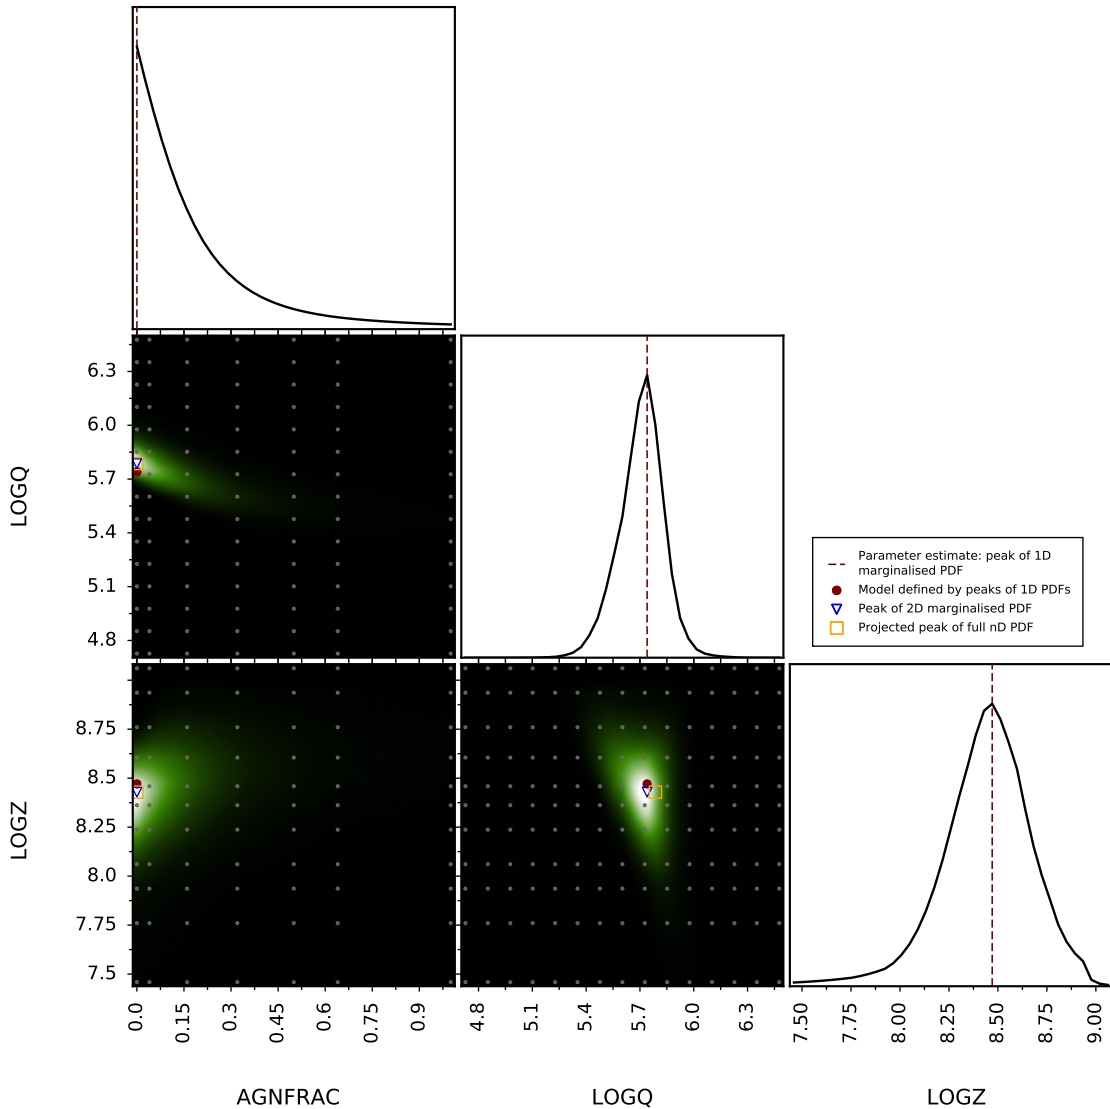 6.3
6.0
5.7
5.4
5.1
4.8
LOGQ
Parameter estimate: peak of 1D
marginalised PDF
Model defined by peaks of 1D PDFs
Peak of 2D marginalised PDF
Projected peak of full nD PDF
8.75
8.5
8.25
8.0
7.75
7.5
LOGZ
0.0 0.15 0.3 0.45 0.6 0.75 0.9
4.8 5.1 5.4 5.7 6.0 6.3
7.50 7.75 8.00 8.25 8.50 8.75 9.00
AGNFRAC
LOGQ
LOGZ